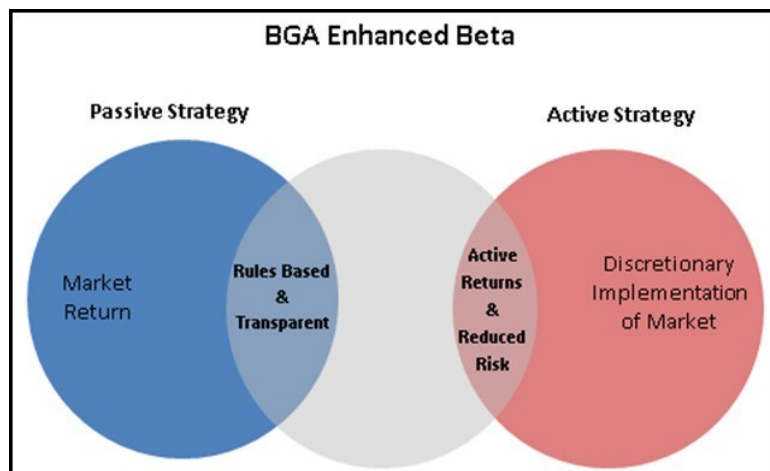 BGA Enhanced Beta
Passive Strategy
Active Strategy
Market
Return
Rules Based
&
Transparent
Active
Returns
&
Reduced
Risk
Discretionary
Implementation
of Market